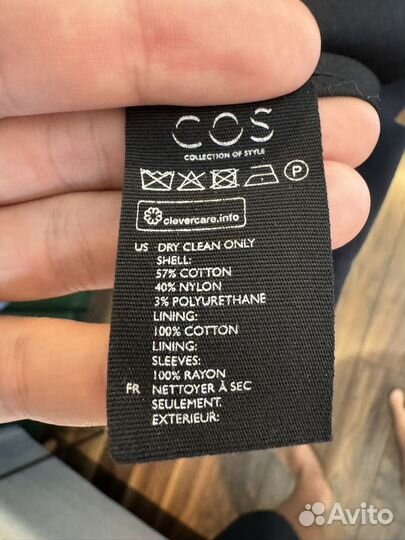 COS
COLLECTION OF STYLE
P
clevercare.info
US DRY CLEAN ONLY
SHELL:
57% COTTON
40% NYLON
3% POLYURETHANE
LINING:
100% COTTON
LINING:
SLEEVES:
100% RAYON
FR NETTOYER À SEC
SEULEMENT.
EXTERIEUR:
Avito